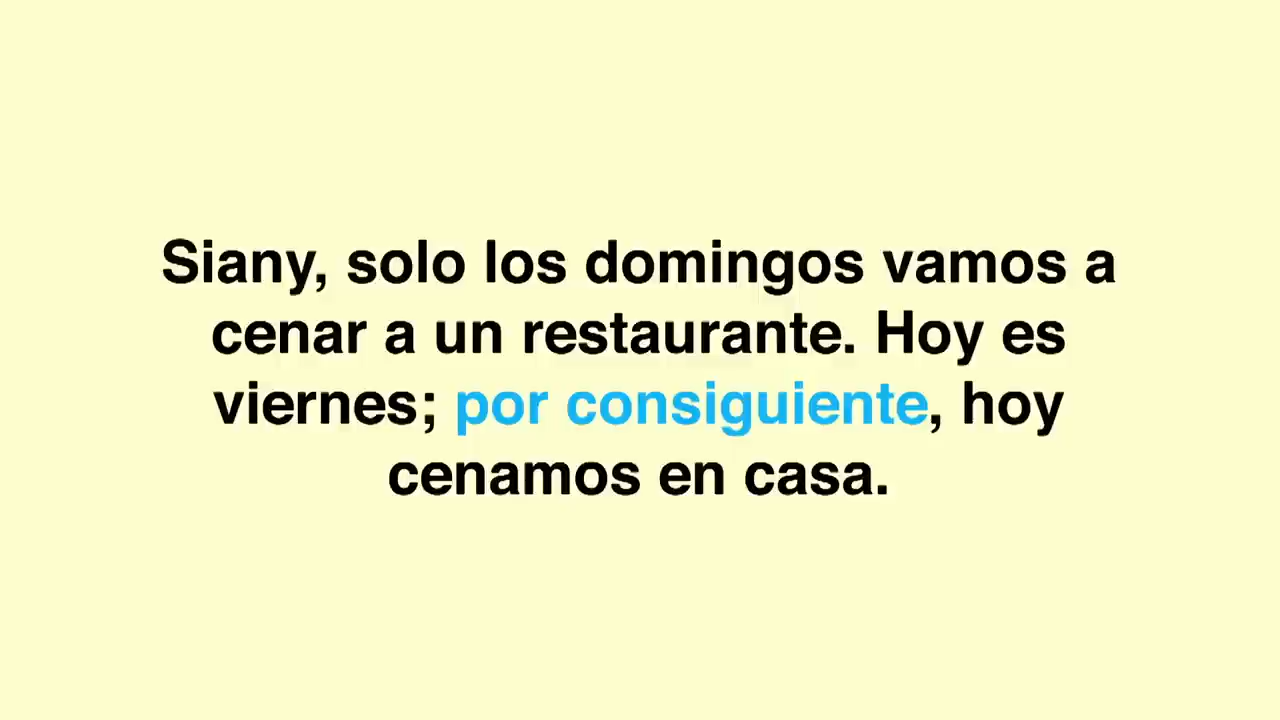 Siany, solo los domingos vamos a
cenar a un restaurante. Hoy es
viernes; por consiguiente, hoy
cenamos en casa.